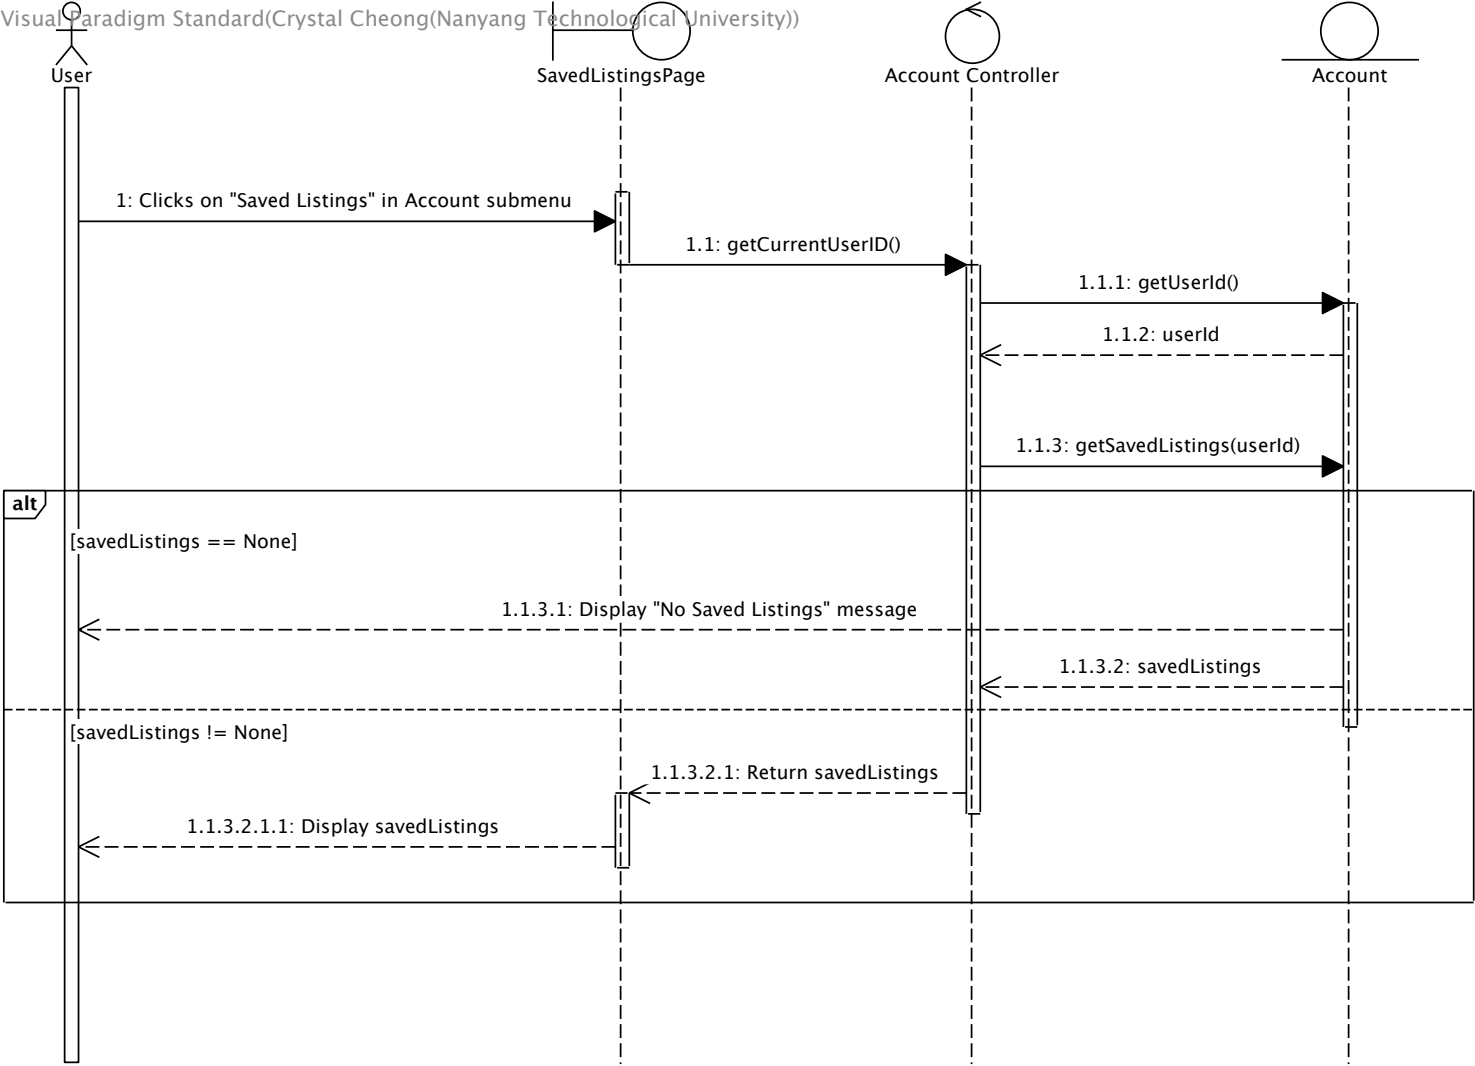 Visual Paradigm Standard(Crystal Cheong(Nanyang Technological University))
User
SavedListingsPage
Account Controller
Account
1: Clicks on "Saved Listings" in Account submenu
1.1: getCurrentUserID()
1.1.1: getUserId()
1.1.2: userId
1.1.3: getSavedListings(userId)
alt
[savedListings == None]
1.1.3.1: Display "No Saved Listings" message
1.1.3.2: savedListings
[savedListings != None]
1.1.3.2.1: Return savedListings
1.1.3.2.1.1: Display savedListings